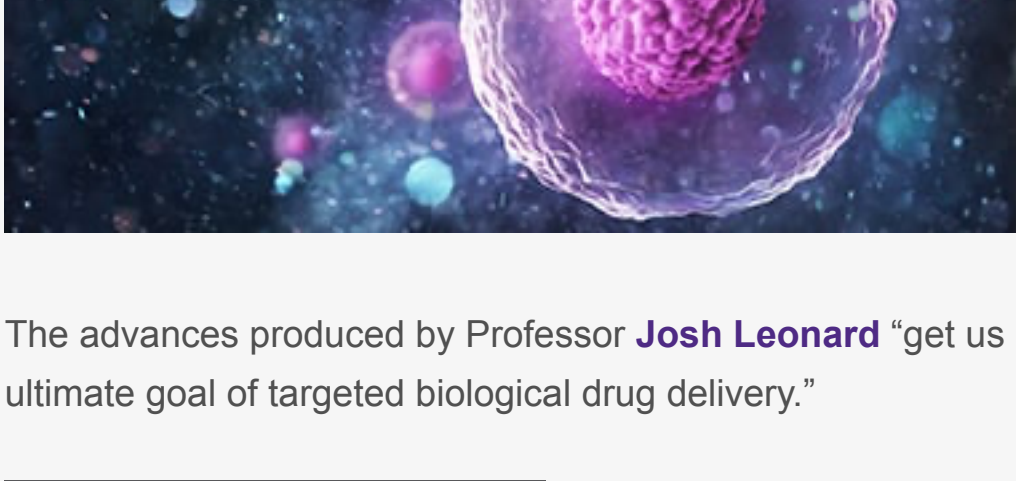 The advances produced by Professor Josh Leonard “get us
ultimate goal of targeted biological drug delivery.”